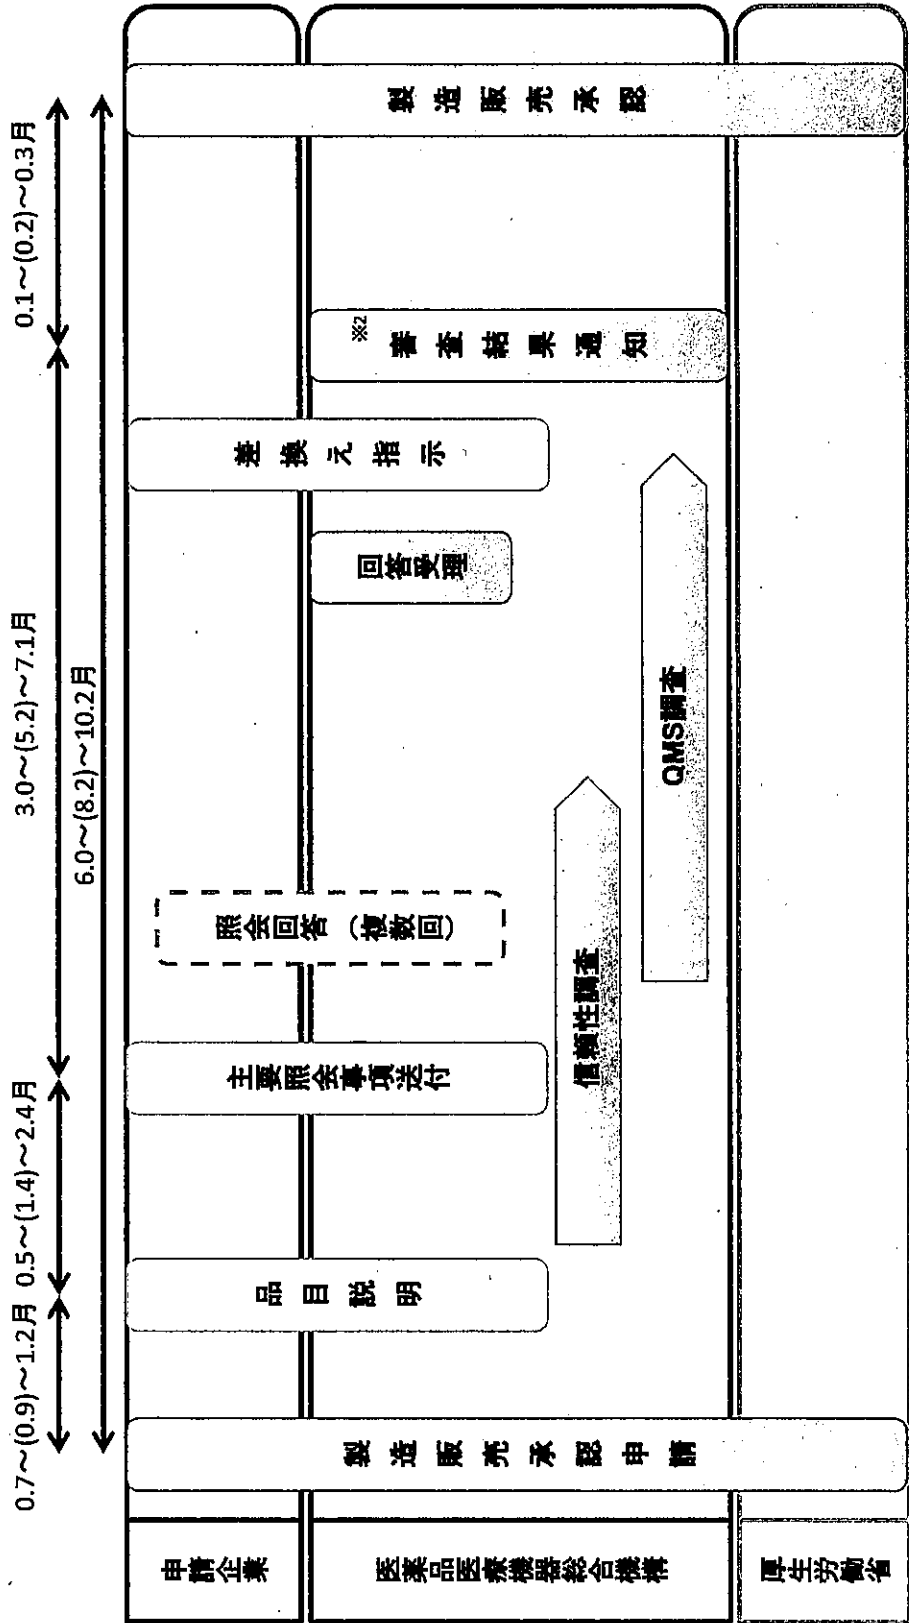 0.7～(0.9)～1.2月
0.5～(1.4)～2.4月
3.0～(5.2)～7.1月
0.1～(0.2)～0.3月
6.0～(8.2)～10.2月
申請企業
医薬品医療機器総合機構
厚生労働省
製造販売承認申請
品目説明
主要照会事項送付
照会回答（複数回）
回答受理
差換え指示
※2
審査結果通知
製造販売承認
信頼性調査
QMS調査